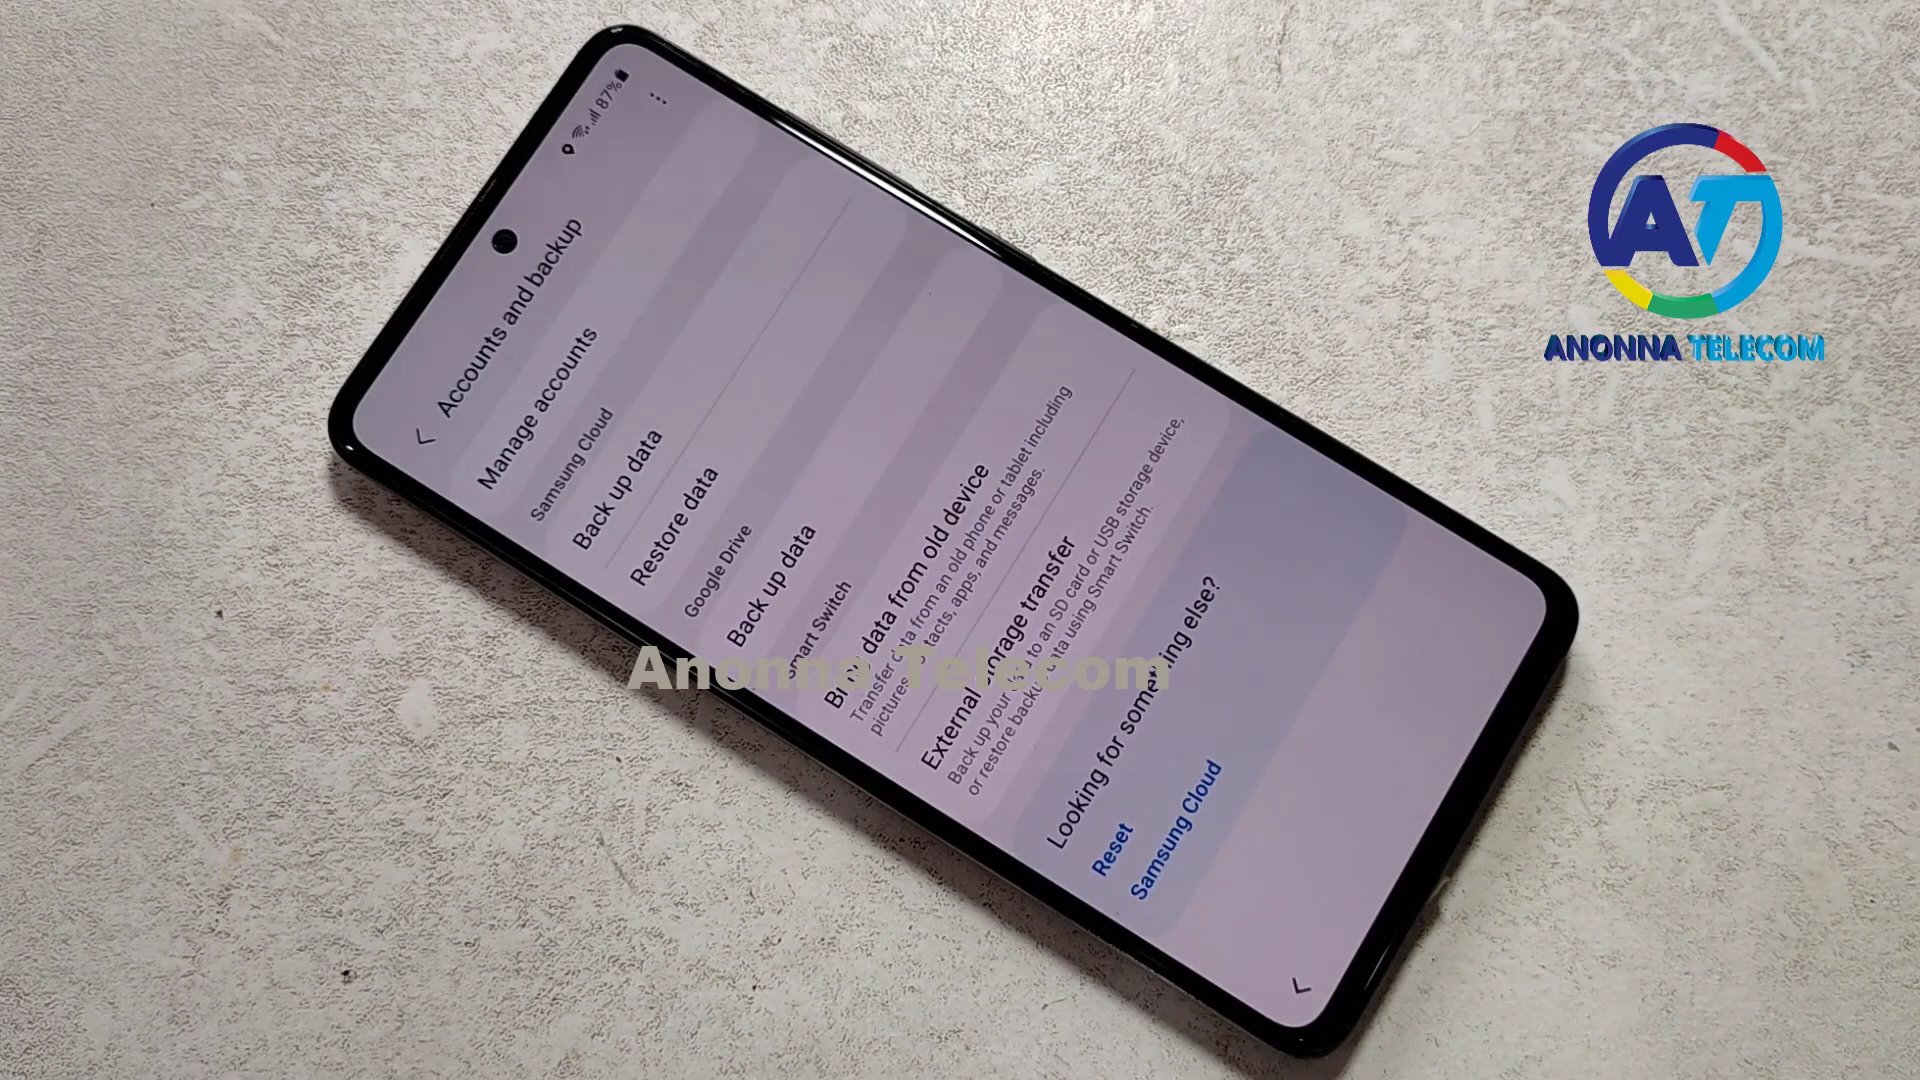 87%
Accounts and backup
Manage accounts
Samsung Cloud
Back up data
Restore data
Google Drive
Back up data
Smart Switch
data from old device
Transfer data from an old phone or tablet including
pictures, apps, and messages.
External storage transfer
Back up your to an SD card or USB storage device,
or restore backup data using Smart Switch.
Looking for something else?
Reset
Samsung Cloud
Anonna Telecom
AT
ANONNA TELECOM